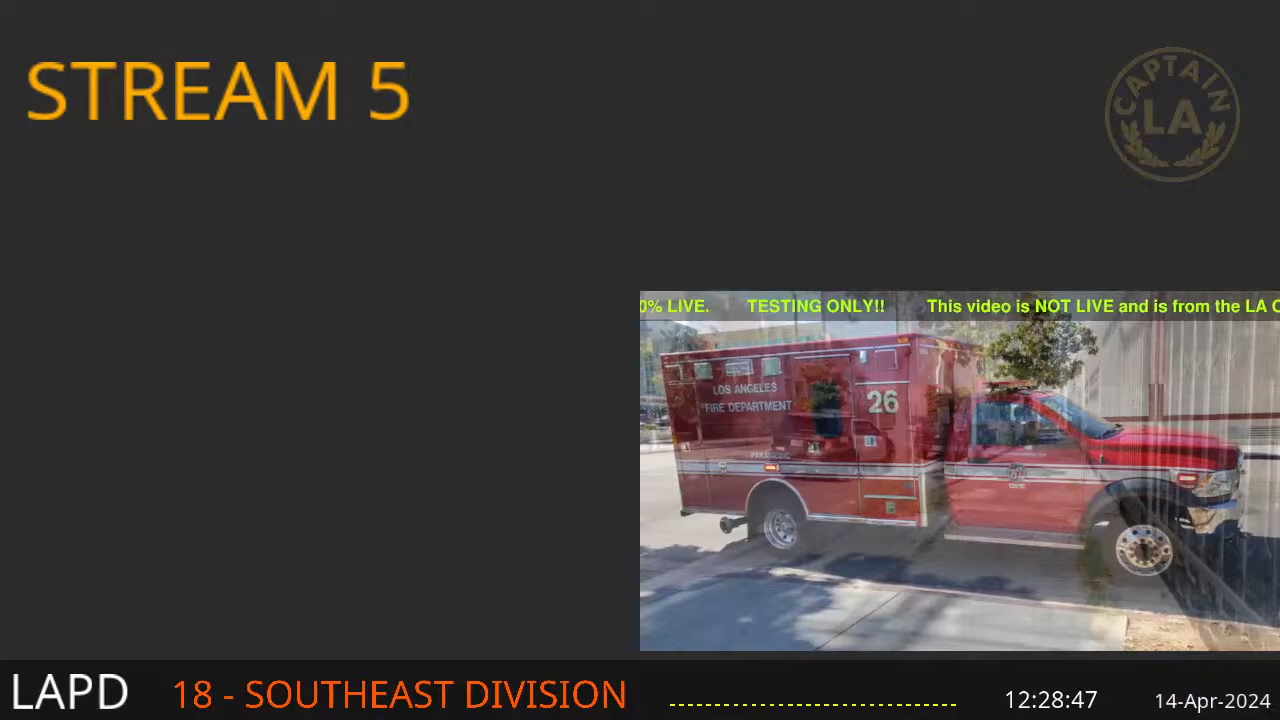 STREAM 5
CAPTAIN
LA
0% LIVE. TESTING ONLY!! This video is NOT LIVE and is from the LA C
LOS ANGELES
FIRE DEPARTMENT
26
PARAMEDIC
LAPD 18 - SOUTHEAST DIVISION 12:28:47 14-Apr-2024